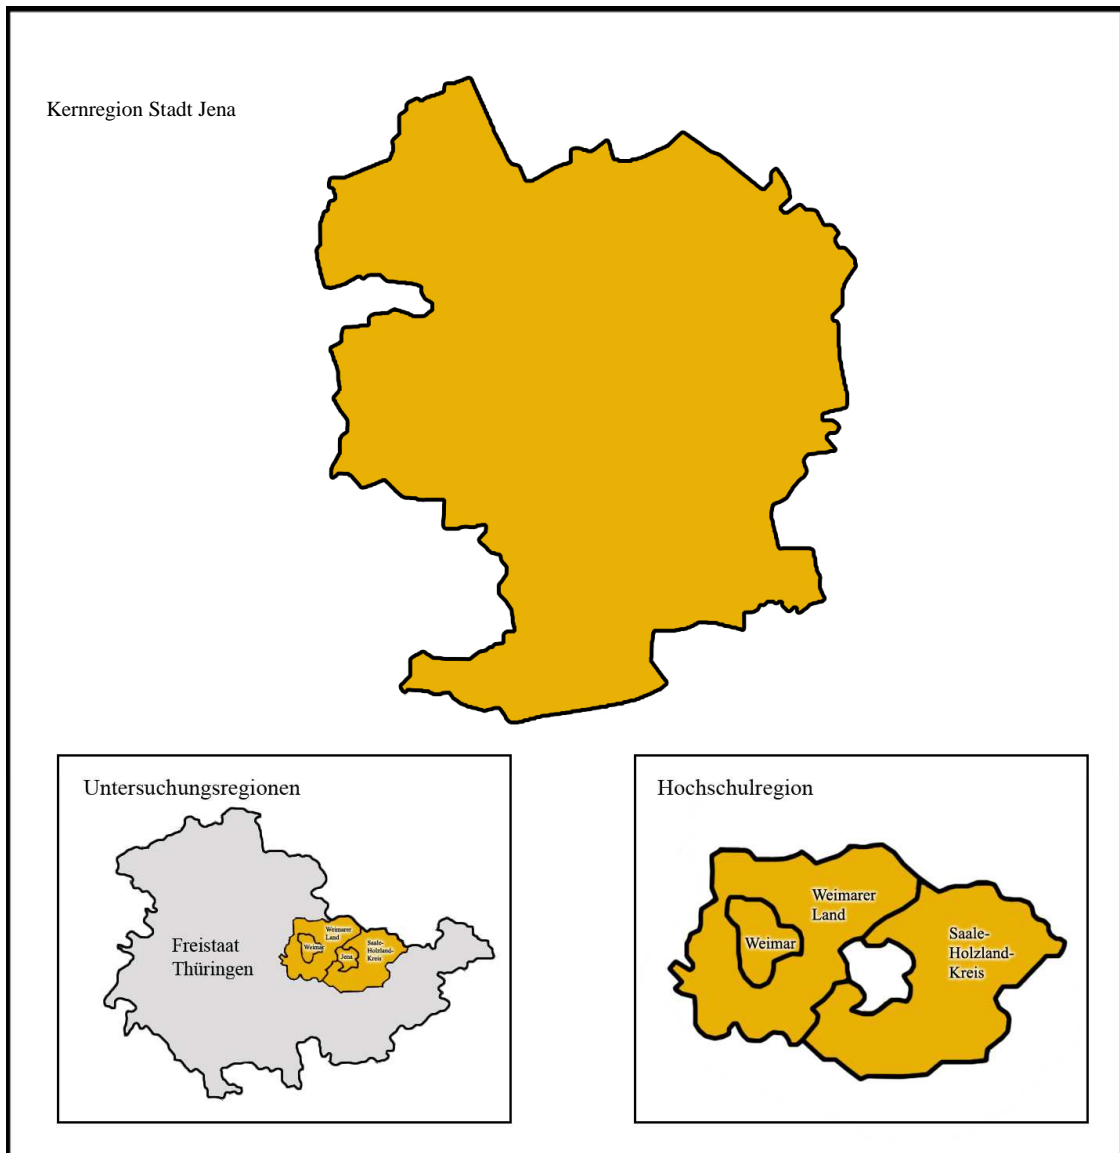 Kernregion Stadt Jena
Untersuchungsregionen
Freistaat
Thüringen
Weimarer
Land
Weimar
Jena
Saale-
Holzland-
Kreis
Hochschulregion
Weimarer
Land
Weimar
Saale-
Holzland-
Kreis